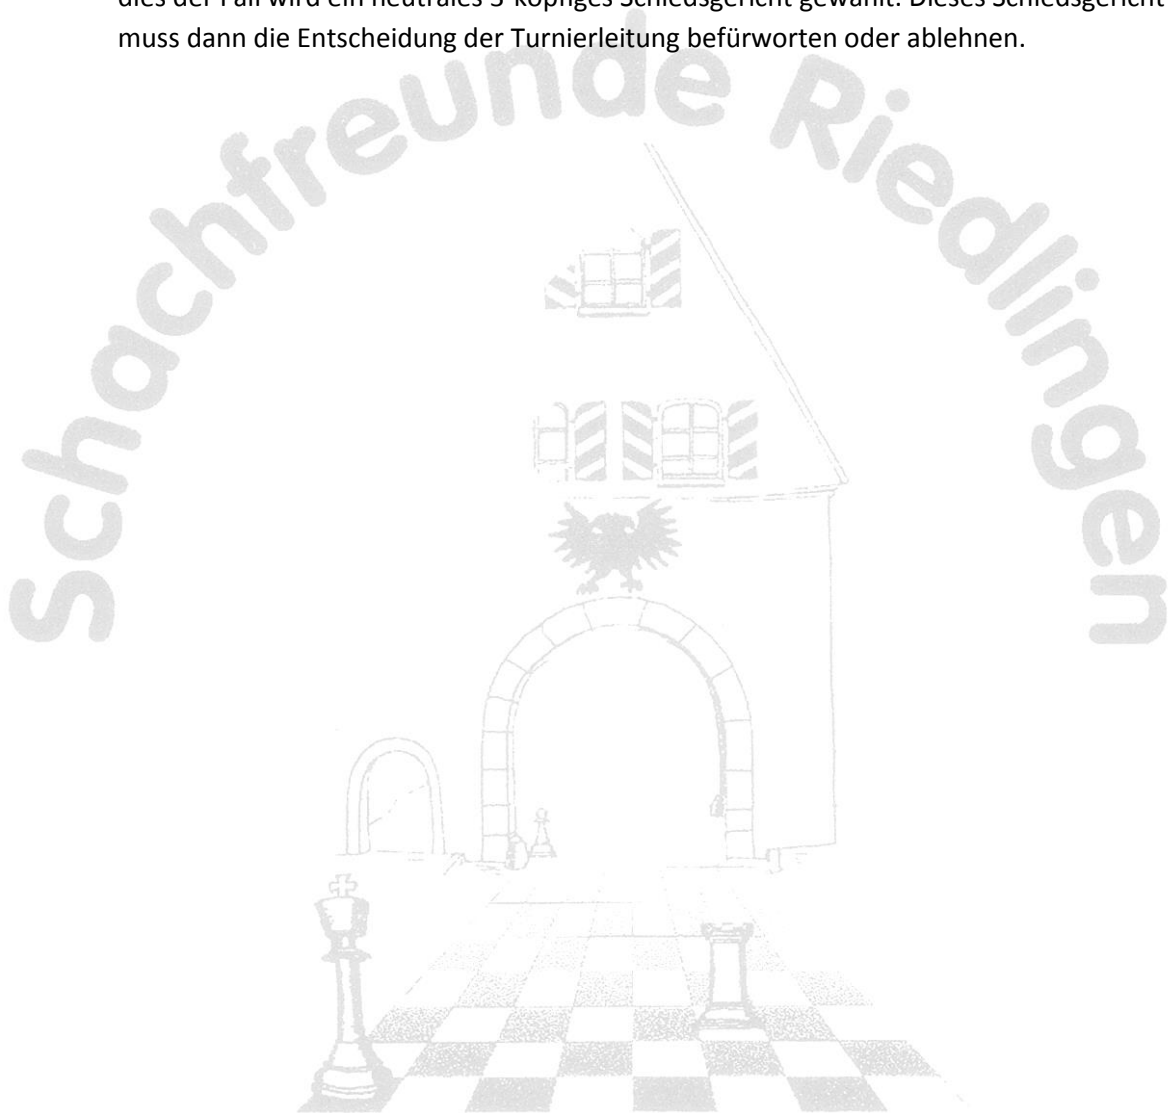 dies der Fall wird ein neutrales 3-köpfiges Schiedsgericht gewählt. Dieses Schiedsgericht
muss dann die Entscheidung der Turnierleitung befürworten oder ablehnen.
Schachfreunde Riedlingen